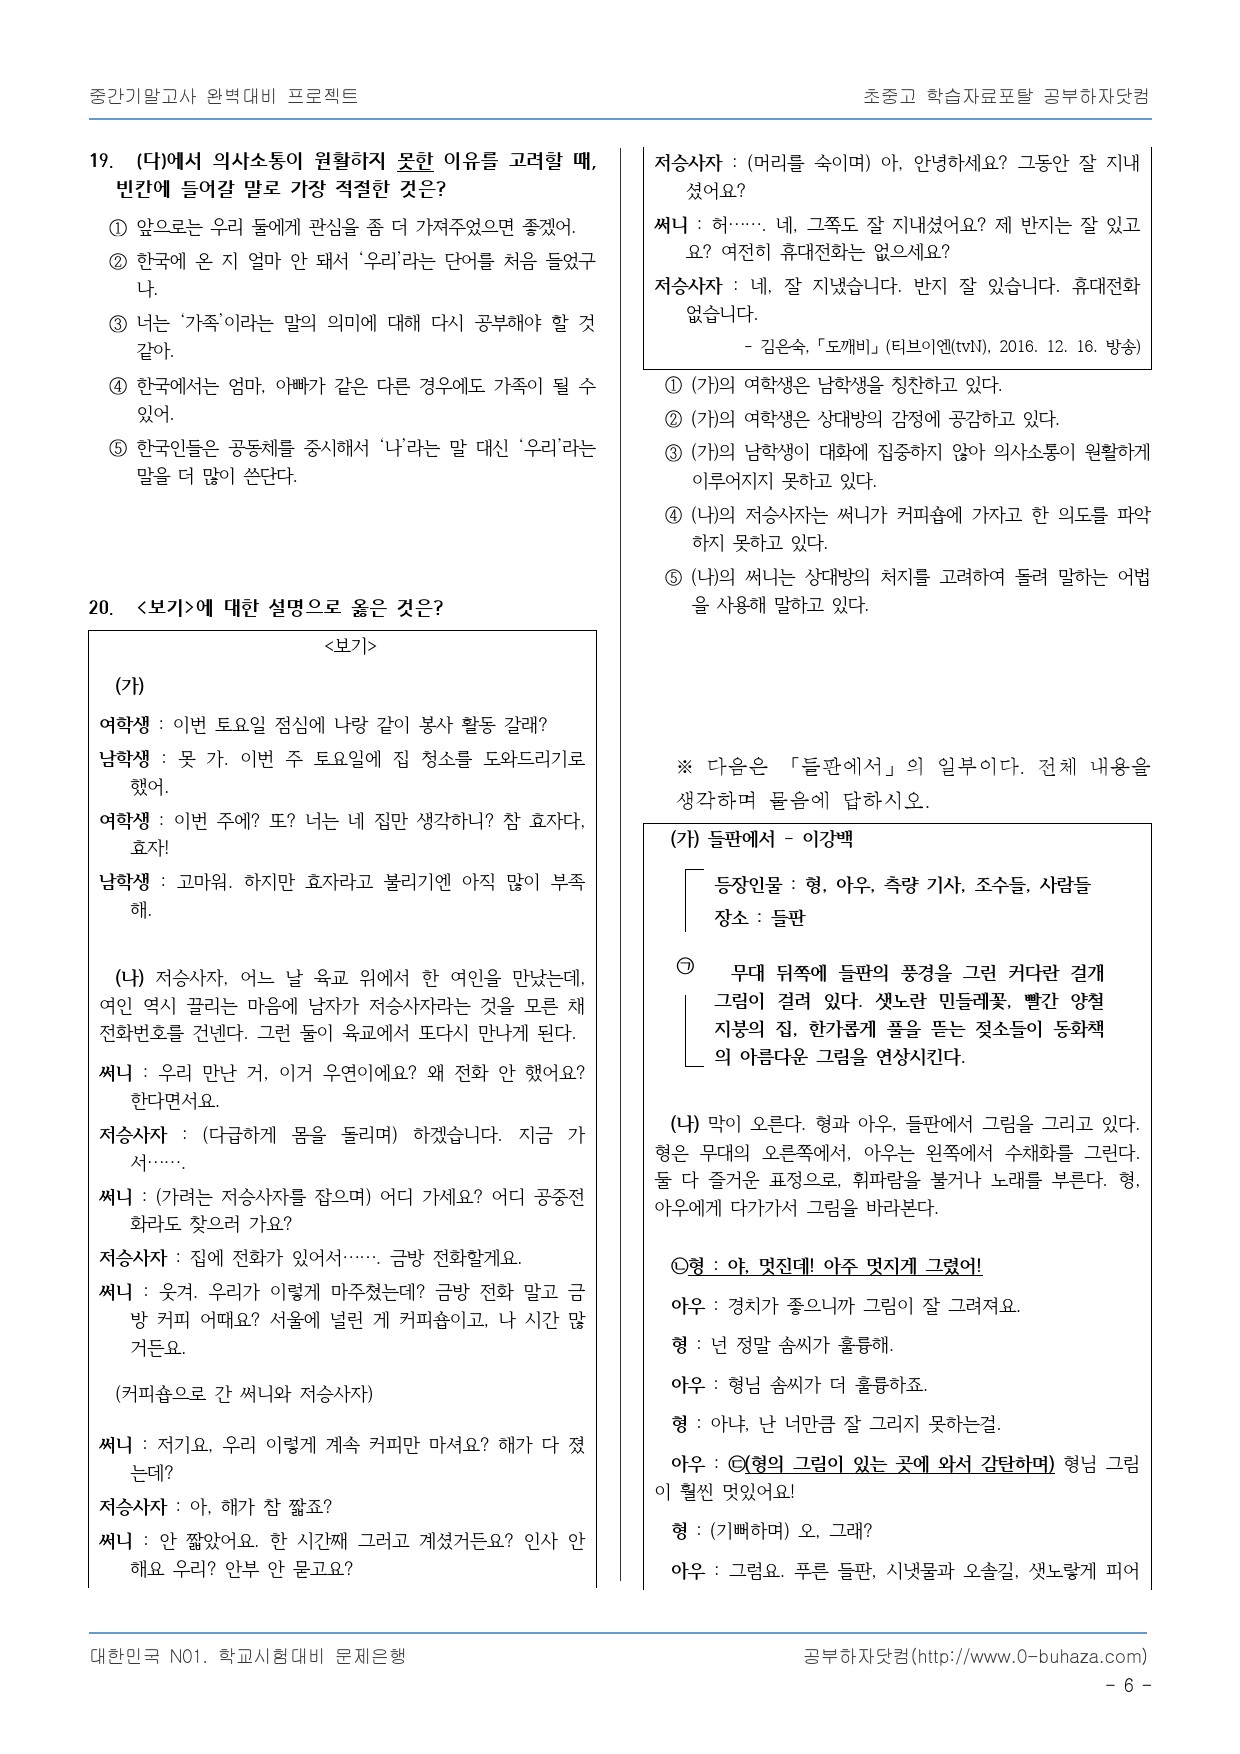 중간기말고사 완벽대비 프로젝트
초중고 학습자료포탈 공부하자닷컴
19. (다)에서 의사소통이 원활하지 못한 이유를 고려할 때,
빈칸에 들어갈 말로 가장 적절한 것은?
① 앞으로는 우리 둘에게 관심을 좀 더 가져주었으면 좋겠어.
② 한국에 온 지 얼마 안 돼서 ‘우리’라는 단어를 처음 들었구
나.
③ 너는 ‘가족’이라는 말의 의미에 대해 다시 공부해야 할 것
같아.
④ 한국에서는 엄마, 아빠가 같은 다른 경우에도 가족이 될 수
있어.
⑤ 한국인들은 공동체를 중시해서 ‘나’라는 말 대신 ‘우리’라는
말을 더 많이 쓴단다.
20. <보기>에 대한 설명으로 옳은 것은?
<보기>
(가)
여학생 : 이번 토요일 점심에 나랑 같이 봉사 활동 갈래?
남학생 : 못 가. 이번 주 토요일에 집 청소를 도와드리기로
했어.
여학생 : 이번 주에? 또? 너는 네 집만 생각하니? 참 효자다,
효자!
남학생 : 고마워. 하지만 효자라고 불리기엔 아직 많이 부족
해.
(나) 저승사자, 어느 날 육교 위에서 한 여인을 만났는데,
여인 역시 끌리는 마음에 남자가 저승사자라는 것을 모른 채
전화번호를 건넨다. 그런 둘이 육교에서 또다시 만나게 된다.
써니 : 우리 만난 거, 이거 우연이에요? 왜 전화 안 했어요?
한다면서요.
저승사자 : (다급하게 몸을 돌리며) 하겠습니다. 지금 가
서…….
써니 : (가려는 저승사자를 잡으며) 어디 가세요? 어디 공중전
화라도 찾으러 가요?
저승사자 : 집에 전화가 있어서……. 금방 전화할게요.
써니 : 웃겨. 우리가 이렇게 마주쳤는데? 금방 전화 말고 금
방 커피 어때요? 서울에 널린 게 커피숍이고, 나 시간 많
거든요.
(커피숍으로 간 써니와 저승사자)
써니 : 저기요, 우리 이렇게 계속 커피만 마셔요? 해가 다 졌
는데?
저승사자 : 아, 해가 참 짧죠?
써니 : 안 짧았어요. 한 시간째 그러고 계셨거든요? 인사 안
해요 우리? 안부 안 묻고요?
저승사자 : (머리를 숙이며) 아, 안녕하세요? 그동안 잘 지내
셨어요?
써니 : 허……. 네, 그쪽도 잘 지내셨어요? 제 반지는 잘 있고
요? 여전히 휴대전화는 없으세요?
저승사자 : 네, 잘 지냈습니다. 반지 잘 있습니다. 휴대전화
없습니다.
- 김은숙, 「도깨비」(티브이엔(tvN), 2016. 12. 16. 방송)
① (가)의 여학생은 남학생을 칭찬하고 있다.
② (가)의 여학생은 상대방의 감정에 공감하고 있다.
③ (가)의 남학생이 대화에 집중하지 않아 의사소통이 원활하게
이루어지지 못하고 있다.
④ (나)의 저승사자는 써니가 커피숍에 가자고 한 의도를 파악
하지 못하고 있다.
⑤ (나)의 써니는 상대방의 처지를 고려하여 돌려 말하는 어법
을 사용해 말하고 있다.
※ 다음은 「들판에서」의 일부이다. 전체 내용을
생각하며 물음에 답하시오.
(가) 들판에서 - 이강백
등장인물 : 형, 아우, 측량 기사, 조수들, 사람들
장소 : 들판
㉠ 무대 뒤쪽에 들판의 풍경을 그린 커다란 걸개
그림이 걸려 있다. 샛노란 민들레꽃, 빨간 양철
지붕의 집, 한가롭게 풀을 뜯는 젖소들이 동화책
의 아름다운 그림을 연상시킨다.
(나) 막이 오른다. 형과 아우, 들판에서 그림을 그리고 있다.
형은 무대의 오른쪽에서, 아우는 왼쪽에서 수채화를 그린다.
둘 다 즐거운 표정으로, 휘파람을 불거나 노래를 부른다. 형,
아우에게 다가가서 그림을 바라본다.
㉡형 : 야, 멋진데! 아주 멋지게 그렸어!
아우 : 경치가 좋으니까 그림이 잘 그려져요.
형 : 넌 정말 솜씨가 훌륭해.
아우 : 형님 솜씨가 더 훌륭하죠.
형 : 아냐, 난 너만큼 잘 그리지 못하는걸.
아우 : ㉢(형의 그림이 있는 곳에 와서 감탄하며) 형님 그림
이 훨씬 멋있어요!
형 : (기뻐하며) 오, 그래?
아우 : 그럼요. 푸른 들판, 시냇물과 오솔길, 샛노랗게 피어
대한민국 N01. 학교시험대비 문제은행
공부하자닷컴(http://www.0-buhaza.com)
- 6 -